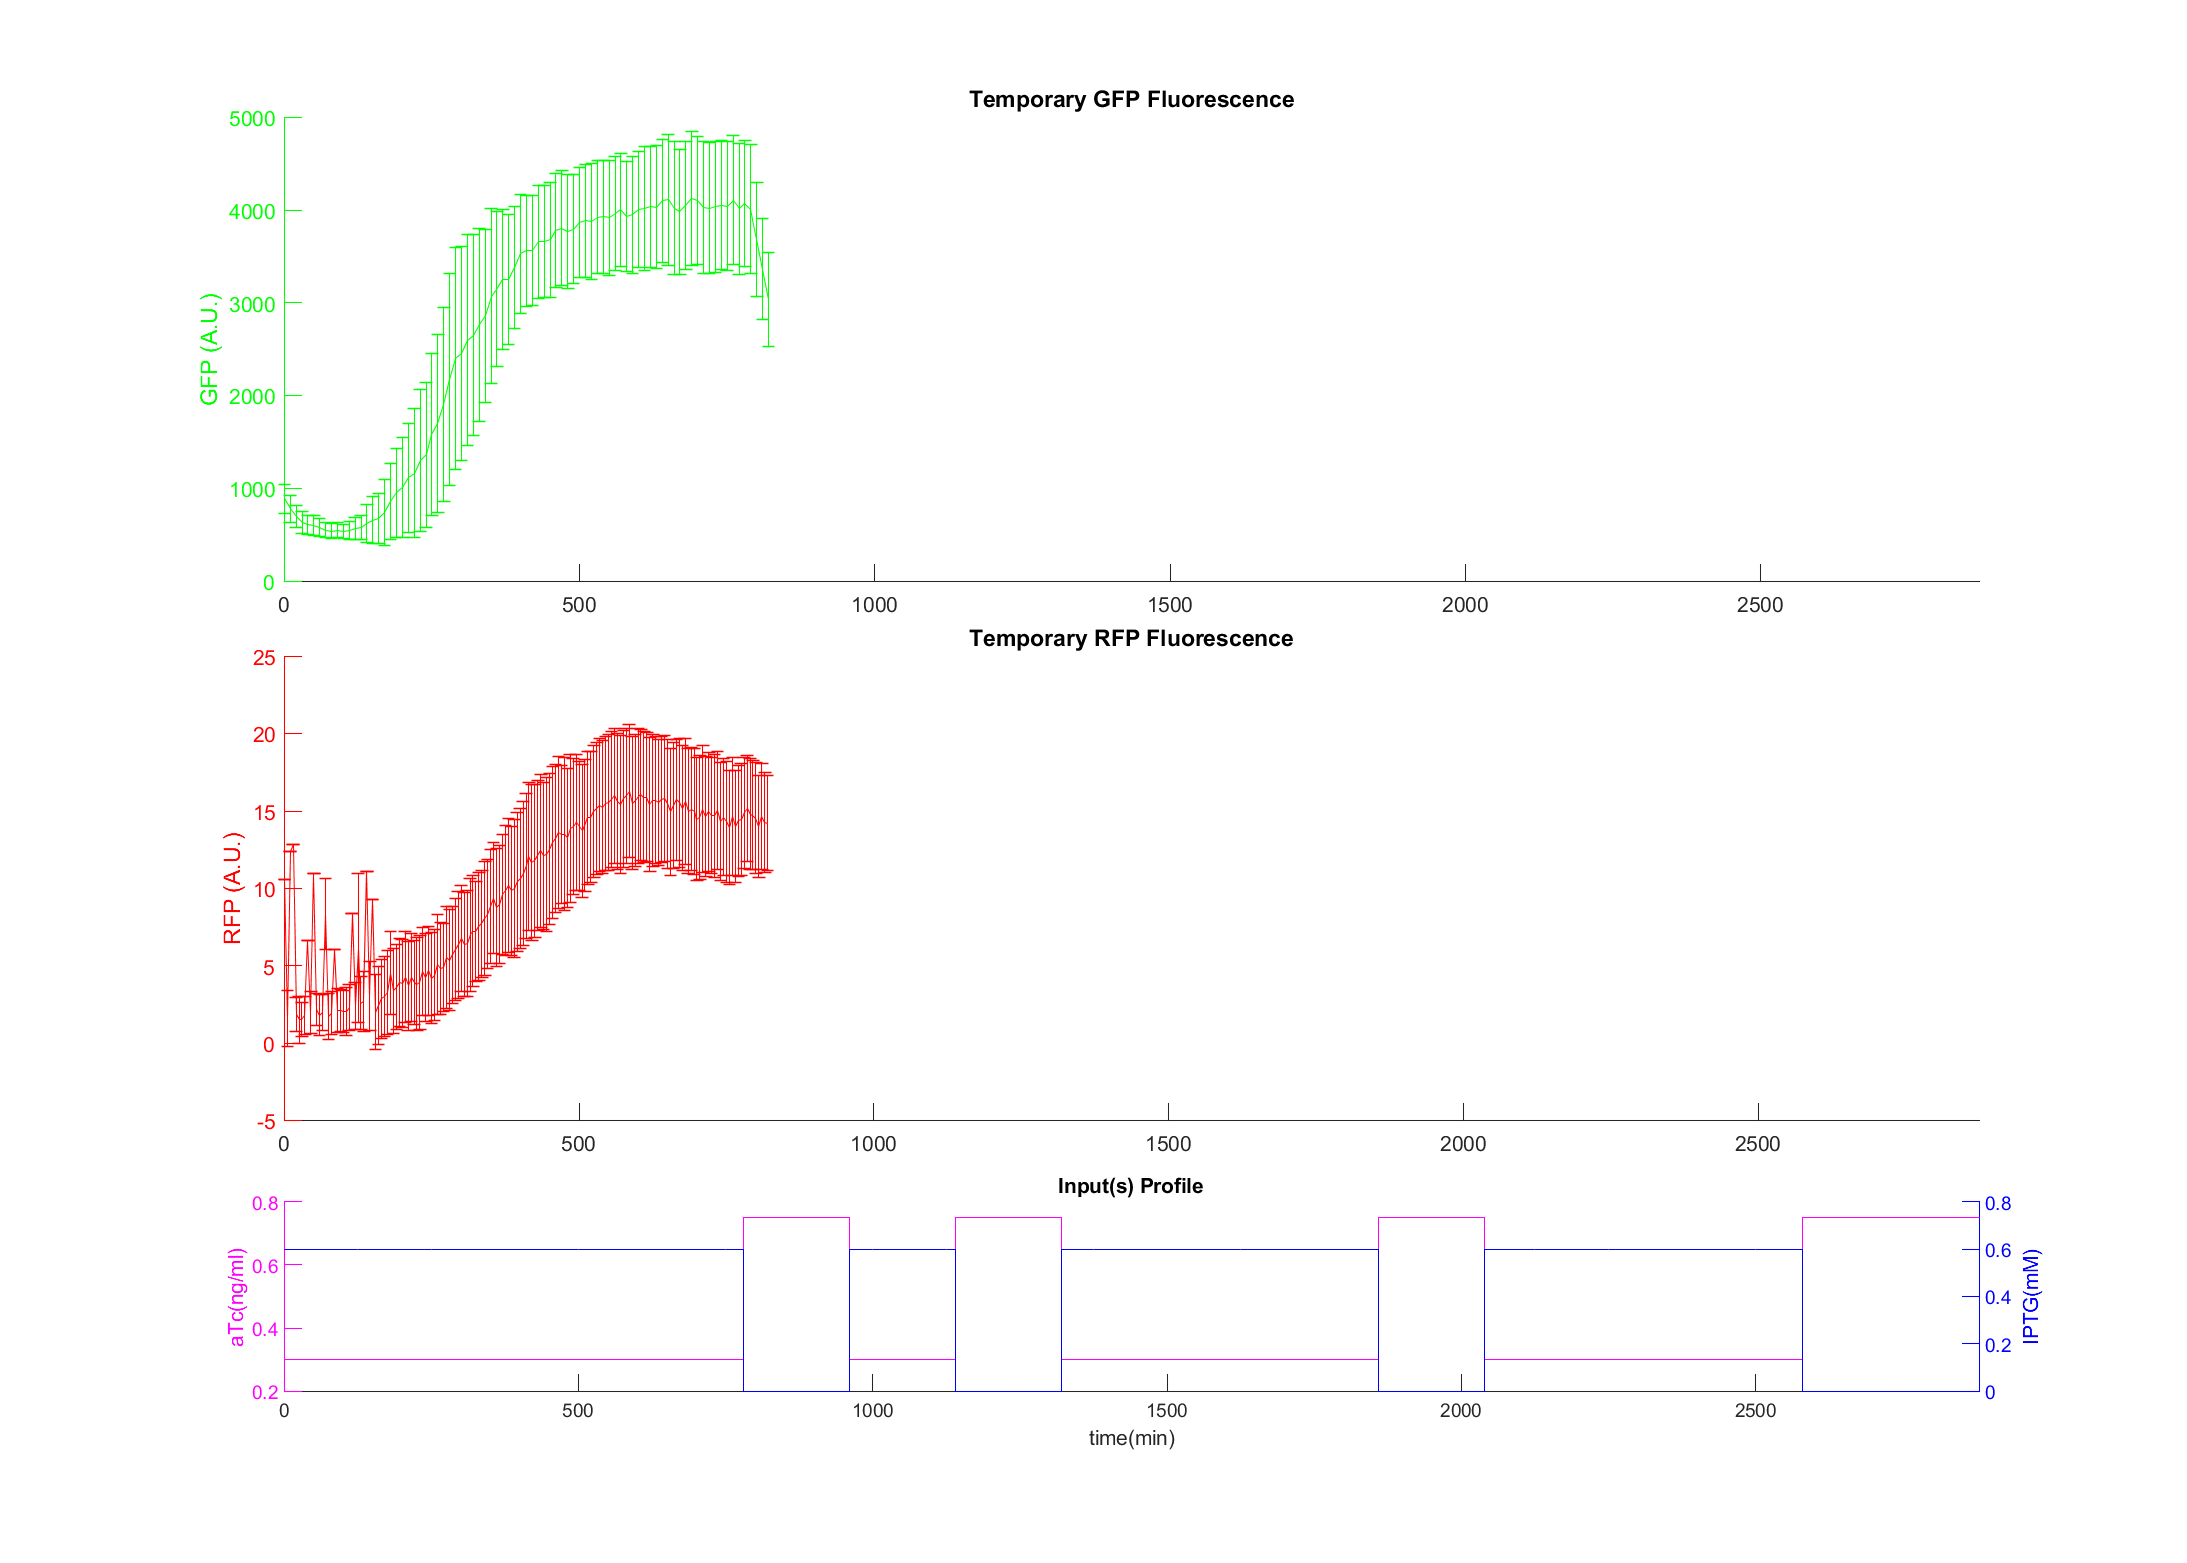 Temporary GFP Fluorescence
5000
4000
3000
2000
1000
0
GFP (A.U.)
0 500 1000 1500 2000 2500
Temporary RFP Fluorescence
25
20
15
10
5
0
-5
RFP (A.U.)
0 500 1000 1500 2000 2500
Input(s) Profile
0.8
0.6
0.4
0.2
aTc(ng/ml)
0.8
0.6
0.4
0.2
0
IPTG(mM)
0 500 1000 1500 2000 2500
time(min)